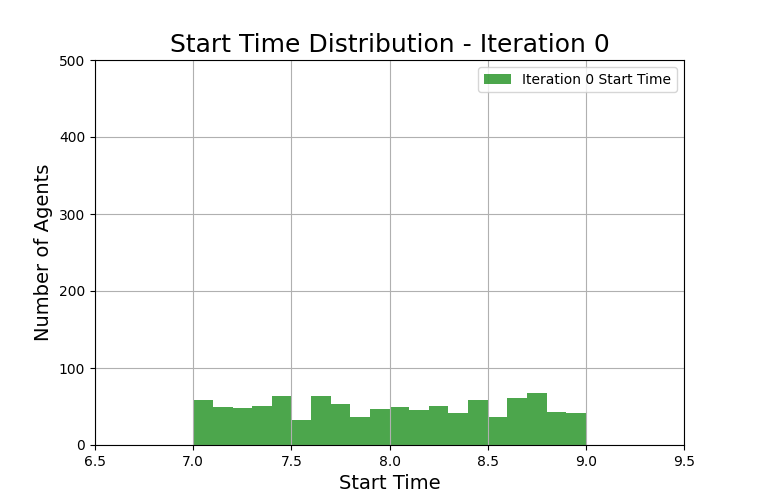 Start Time Distribution - Iteration 0
Iteration 0 Start Time
Number of Agents
500
400
300
200
100
0
6.5 7.0 7.5 8.0 8.5 9.0 9.5
Start Time